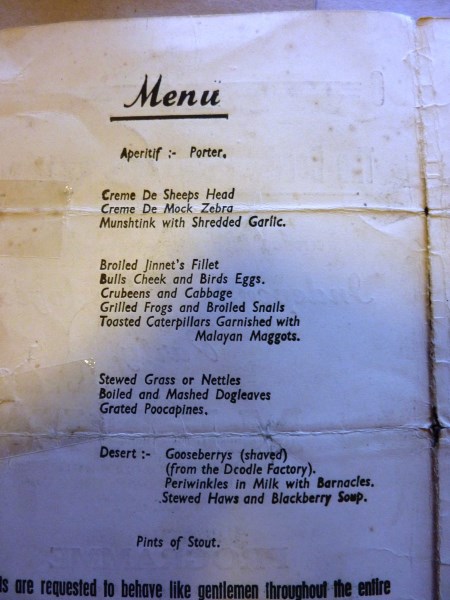 Menu
Aperitif :- Porter.
Creme De Sheeps Head
Creme De Mock Zebra
Munshtink with Shredded Garlic.
Broiled Jinnet's Fillet
Bulls Cheek and Birds Eggs.
Crubeens and Cabbage
Grilled Frogs and Broiled Snails
Toasted Caterpillars Garnished with
Malayan Maggots.
Stewed Grass or Nettles
Boiled and Mashed Dogleaves
Grated Poocapines.
Desert :- Gooseberrys (shaved)
(from the Dcodle Factory).
Periwinkles in Milk with Barnacles.
Stewed Haws and Blackberry Soup.
Pints of Stout.
are requested to behave like gentlemen throughout the entire